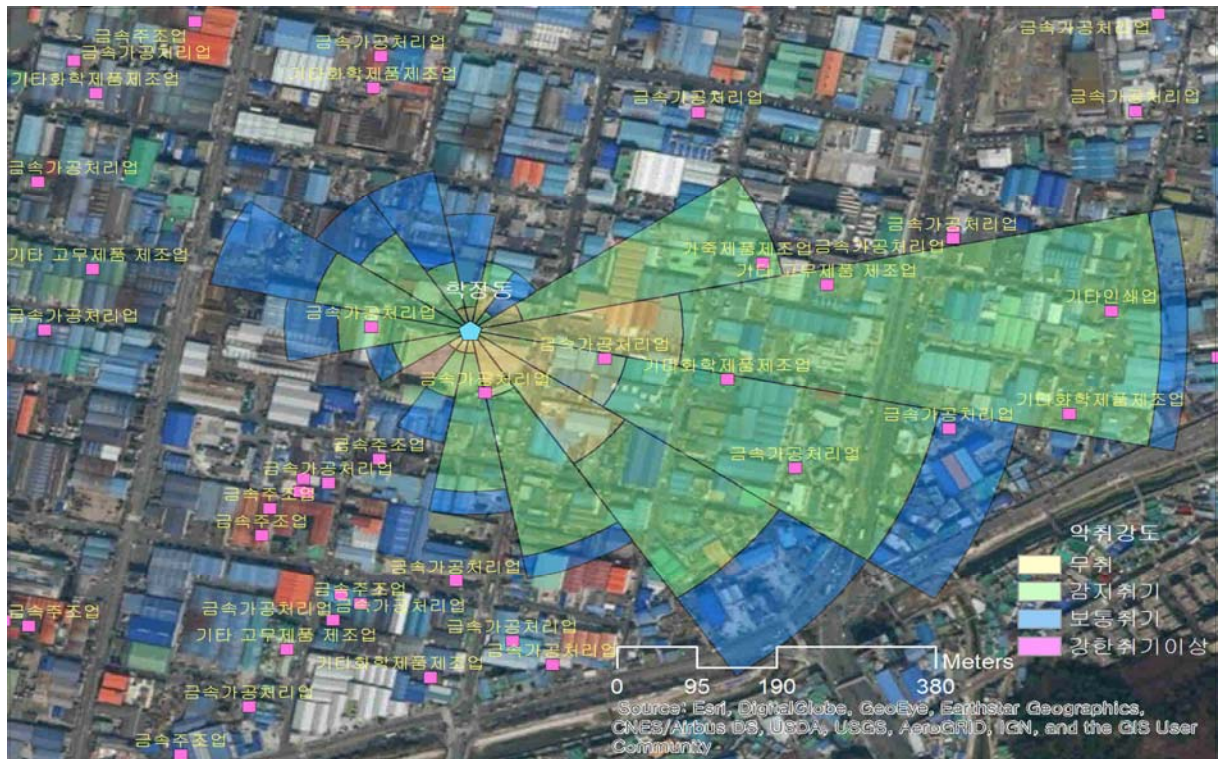 금속주조업
금속가공처리업
기타화학제품제조업
금속가공처리업
기타화학제품제조업
금속가공처리업
금속가공처리업
금속가공처리업
금속가공처리업
금속가공처리업
가죽제품제조업
금속가공처리업
기타 고무제품 제조업
기타 고무제품 제조업
학장동
기타인쇄업
금속가공처리업
금속가공처리업
금속가공처리업
기타화학제품제조업
금속가공처리업
기타화학제품제조업
금속가공처리업
금속주조업
금속가공처리업
금속가공처리업
금속주조업
금속주조업
금속가공처리업
금속주조업
금속가공처리업
금속가공처리업
금속주조업
기타 고무제품 제조업
금속가공처리업
금속가공처리업
기타화학제품제조업
금속가공처리업
금속주조업
악취강도
무취
감지취기
보통취기
강한취기이상
Meters
0 95 190 380
Source: Esri, DigitalGlobe, GeoEye, Earthstar Geographics,
CNES/Airbus DS, USDA, USGS, AeroGRID, IGN, and the GIS User
Community